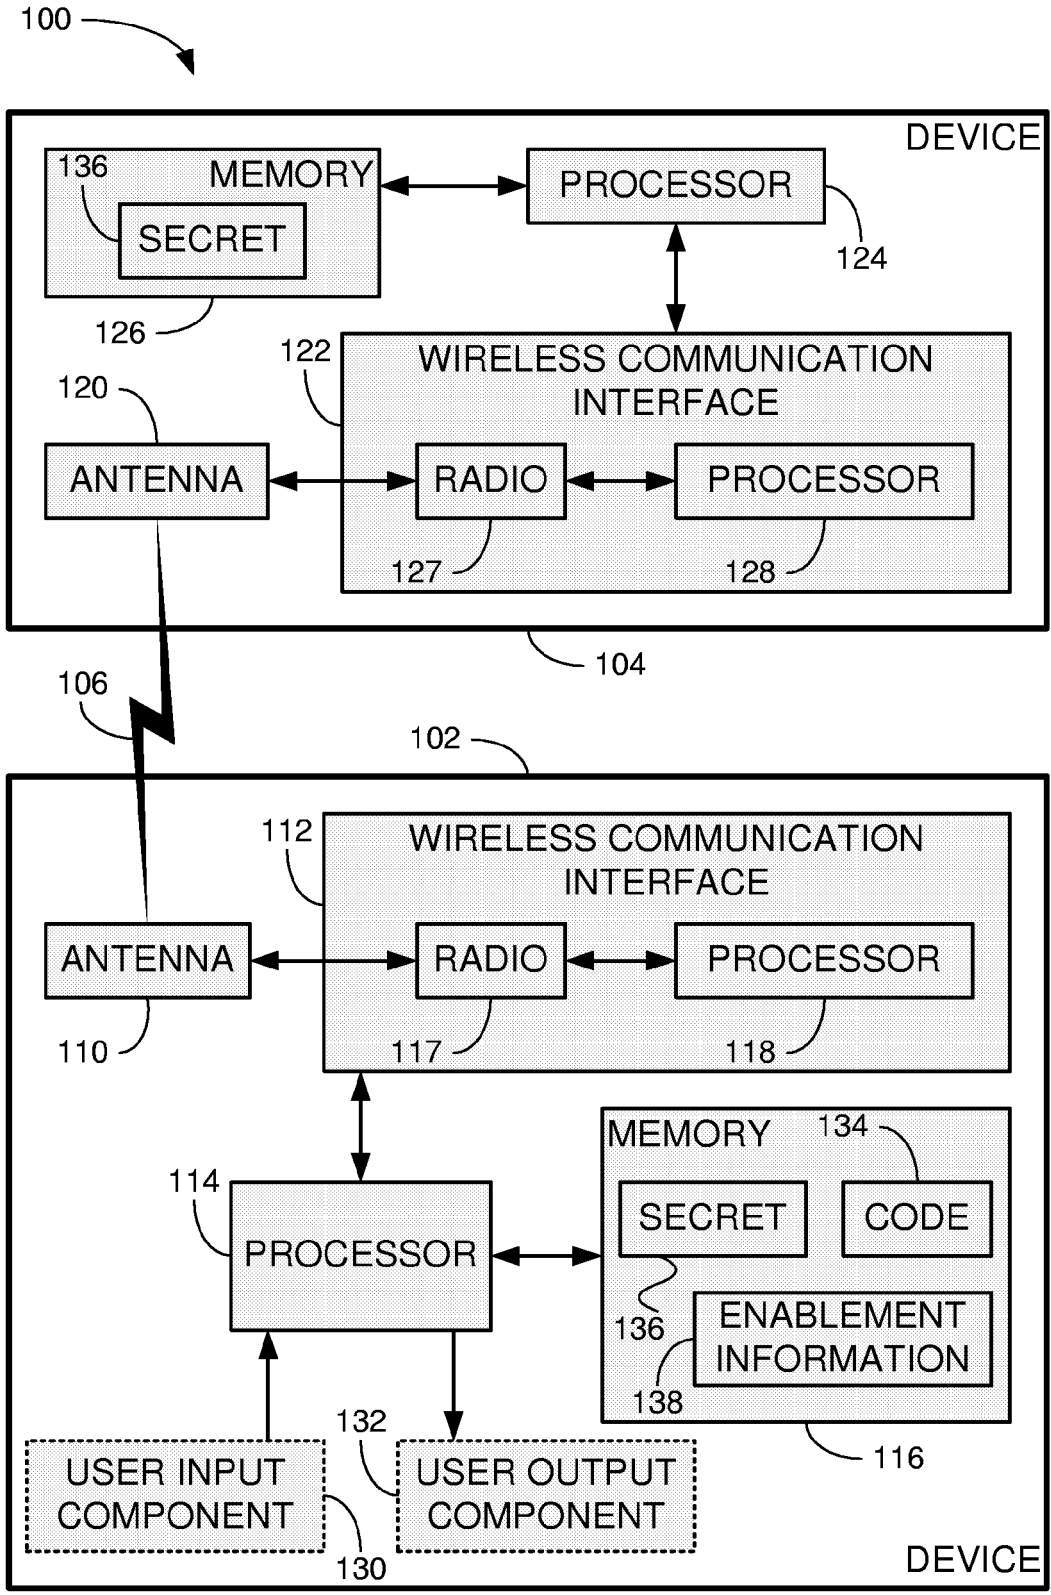 100
DEVICE
136
MEMORY
PROCESSOR
SECRET
124
126
122
WIRELESS COMMUNICATION
INTERFACE
120
ANTENNA
RADIO
PROCESSOR
127
128
104
106
102
112
WIRELESS COMMUNICATION
INTERFACE
ANTENNA
RADIO
PROCESSOR
110
117
118
MEMORY
134
114
SECRET
CODE
PROCESSOR
136
ENABLEMENT
INFORMATION
138
132
116
USER INPUT
COMPONENT
USER OUTPUT
COMPONENT
130
DEVICE